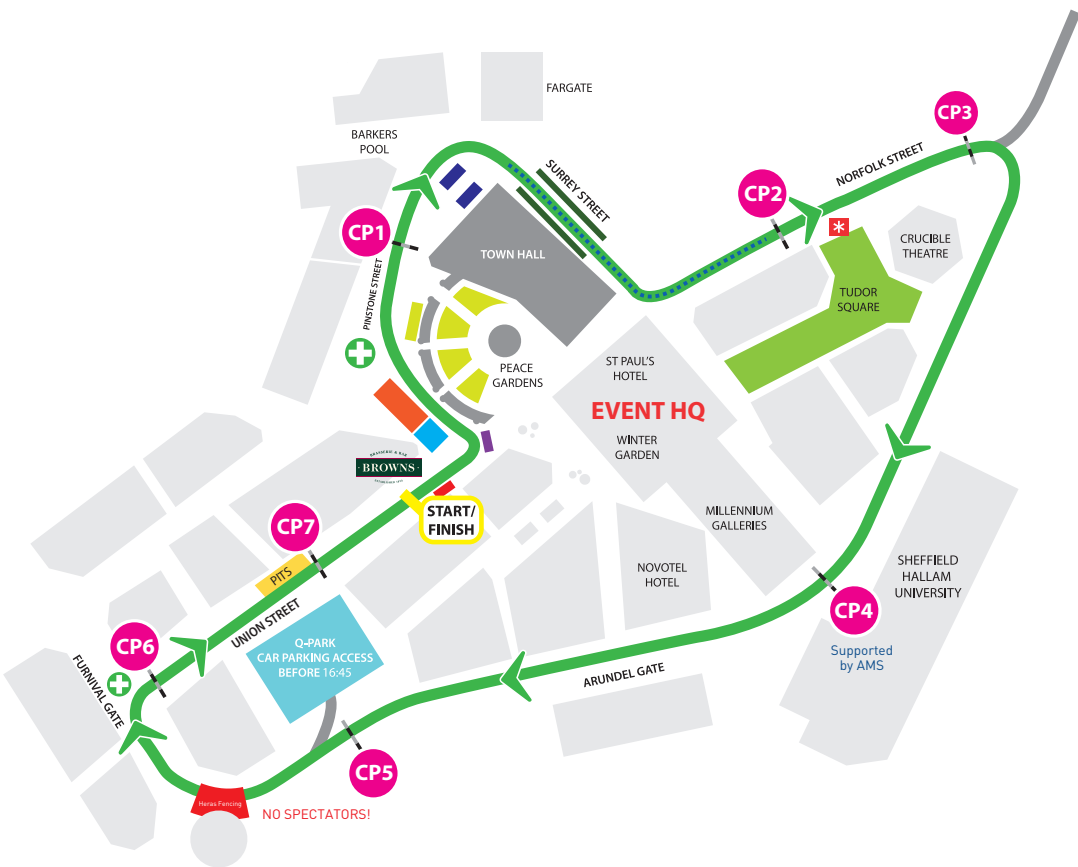 FARGATE
BARKERS
POOL
CP3
SURREY STREET
NORFOLK STREET
CP2
CP1
TOWN HALL
CRUCIBLE
THEATRE
*
TUDOR
SQUARE
PINSTONE STREET
PEACE
GARDENS
ST PAUL'S
HOTEL
EVENT HQ
WINTER
GARDEN
BRASSERIE & BAR
· BROWNS ·
START/
FINISH
MILLENNIUM
GALLERIES
CP7
NOVOTEL
HOTEL
SHEFFIELD
HALLAM
UNIVERSITY
PITS
CP4
Supported
by AMS
UNION STREET
Q-PARK
CAR PARKING ACCESS
BEFORE 16:45
CP6
FURNIVAL GATE
ARUNDEL GATE
CP5
Heras Fencing
NO SPECTATORS!